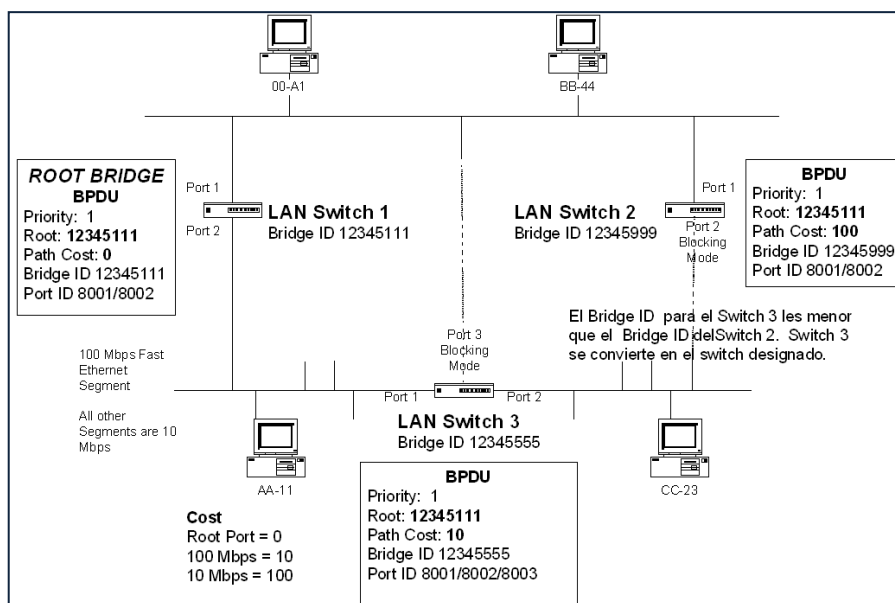 00-A1
BB-44
ROOT BRIDGE
BPDU
Priority: 1
Root: 12345111
Path Cost: 0
Bridge ID 12345111
Port ID 8001/8002
Port 1
Port 2
LAN Switch 1
Bridge ID 12345111
LAN Switch 2
Bridge ID 12345999
Port 1
Port 2
Blocking
Mode
BPDU
Priority: 1
Root: 12345111
Path Cost: 100
Bridge ID 12345999
Port ID 8001/8002
El Bridge ID para el Switch 3 les menor
que el Bridge ID delSwitch 2. Switch 3
se convierte en el switch designado.
Port 3
Blocking
Mode
100 Mbps Fast
Ethernet
Segment
All other
Segments are 10
Mbps
Port 1
Port 2
LAN Switch 3
Bridge ID 12345555
AA-11
CC-23
Cost
Root Port = 0
100 Mbps = 10
10 Mbps = 100
BPDU
Priority: 1
Root: 12345111
Path Cost: 10
Bridge ID 12345555
Port ID 8001/8002/8003